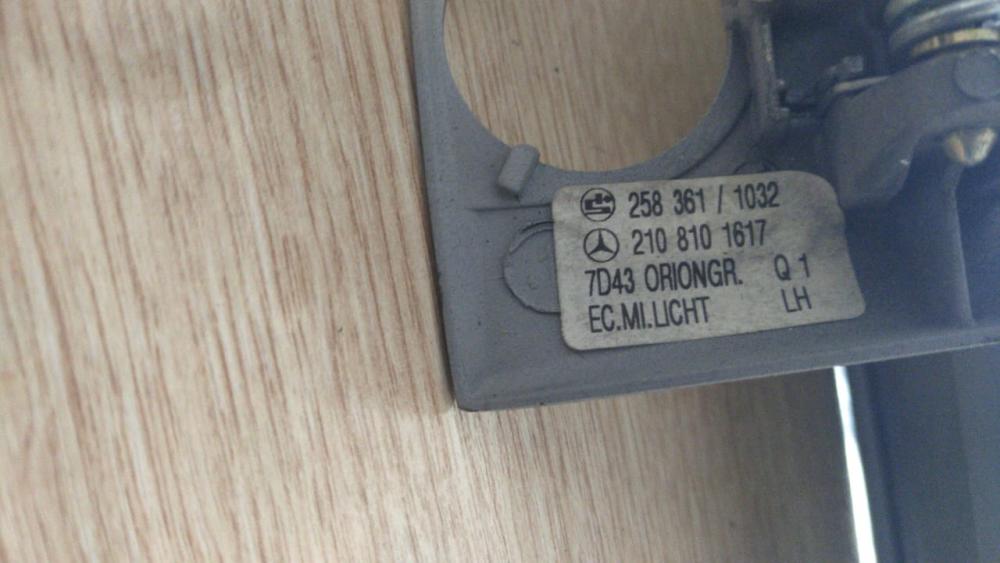 258 361 / 1032
210 810 1617
7D43 ORIONGR. Q 1
EC.MI.LICHT LH